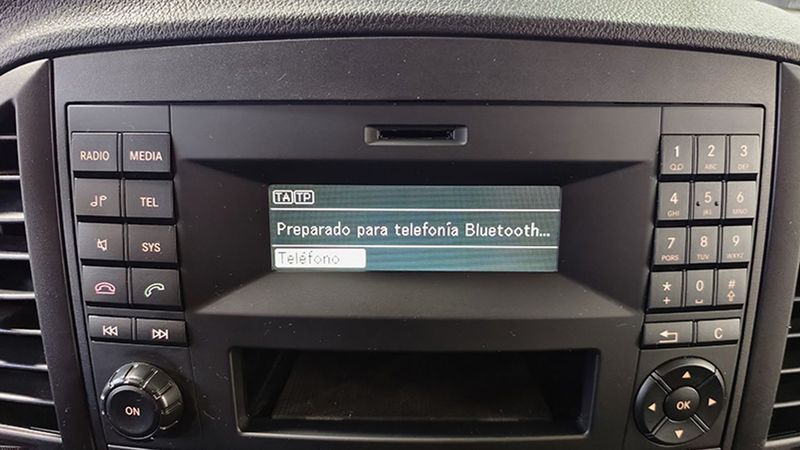 RADIO MEDIA
TEL
SYS
ON
TA TP
Preparado para telefonía Bluetooth...
Teléfono
1 2 ABC 3 DEF
4 GHI 5 JKL 6 MNO
7 PQRS 8 TUV 9 WXYZ
* + 0 #
C
OK